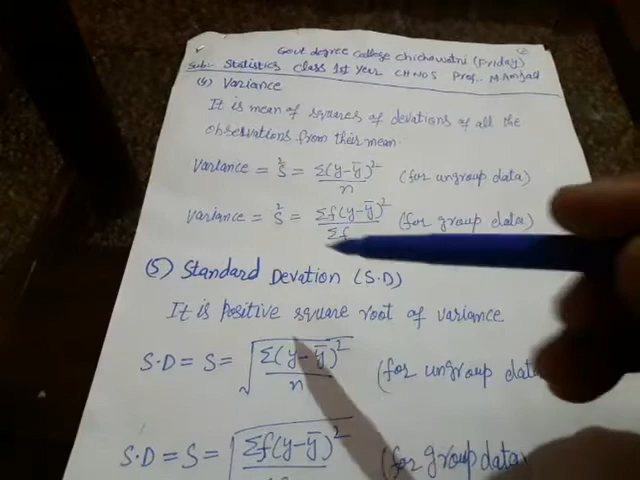 Govt degree College Chichawatni (Friday)
Sub:- Statistics Class 1st Year CH NO5 Prof.. M Amjad
(4) Variance
It is mean of squares of devations of all the
observations from their mean.
Variance = S² = Σ(y-ȳ)²/n (for ungroup data)
Variance = S² = Σf(y-ȳ)²/Σf (for group data)
(5) Standard Devation (S.D)
It is Positive square root of variance
S.D = S = √Σ(y-ȳ)²/n (for ungroup data
S.D = S = √Σf(y-ȳ)² (for group data